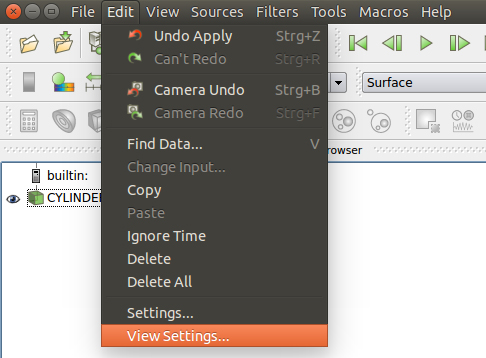 File Edit View Sources Filters Tools Macros Help
Undo Apply Strg+Z
Can't Redo Strg+R
Camera Undo Strg+B
Camera Redo Strg+F
Surface
Find Data... V
Change Input...
Copy
Paste
Ignore Time
Delete
Delete All
Settings...
View Settings...
rowser
builtin:
CYLINDE